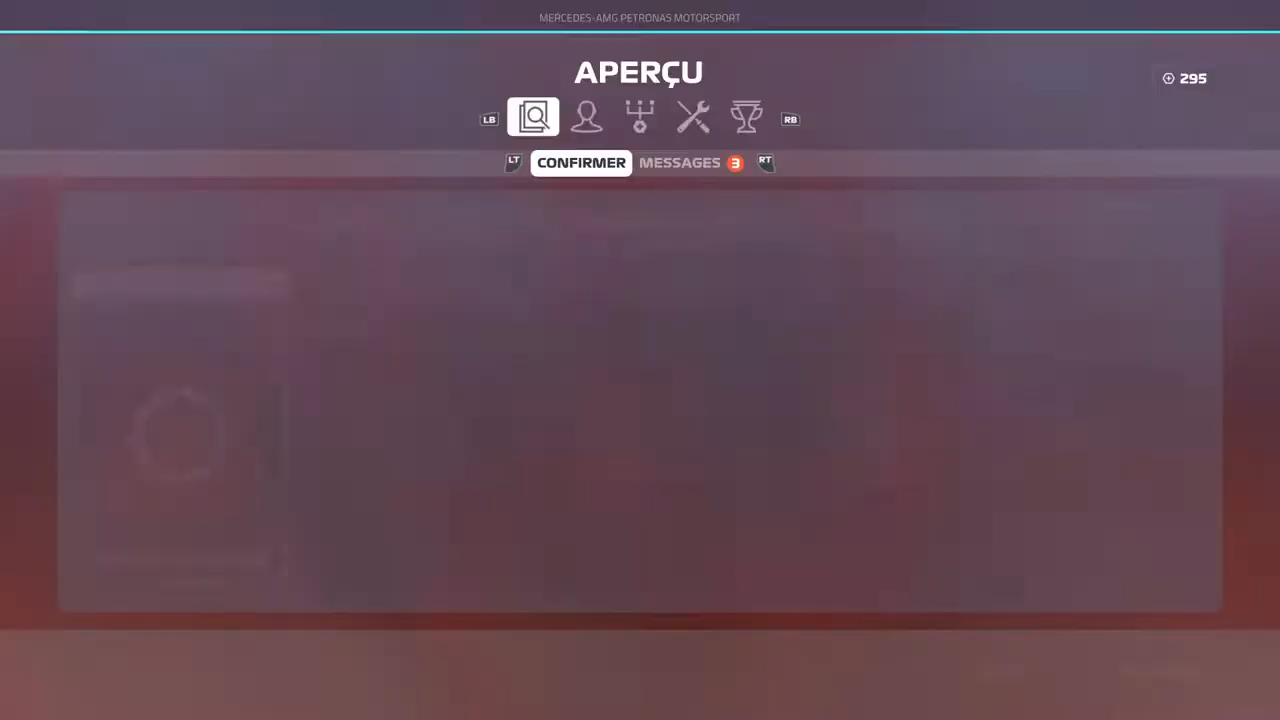 MERCEDES-AMG PETRONAS MOTORSPORT
APERÇU
295
LB RB
LT CONFIRMER MESSAGES 3 RT